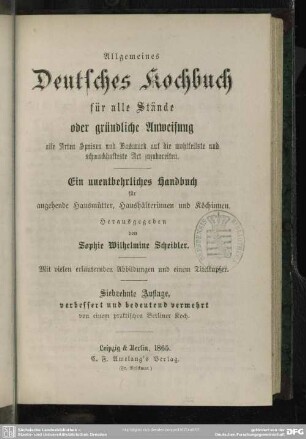 Allgemeines
Deutsches Kochbuch
für alle Stände
oder gründliche Anweisung
alle Arten Speisen und Backwerk auf die wohlfeilste und
schmackhafteste Art zuzubereiten.
Ein unentbehrliches Handbuch
für
angehende Hausmütter, Haushälterinnen und Köchinnen.
Herausgegeben
von
Sophie Wilhelmine Scheibler.
Mit vielen erläuternden Abbildungen und einem Titelkupfer.
Siebzehnte Auflage,
verbessert und bedeutend vermehrt
von einem praktischen Berliner Koch.
Leipzig & Berlin, 1865.
C. F. Amelang's Verlag.
DFG